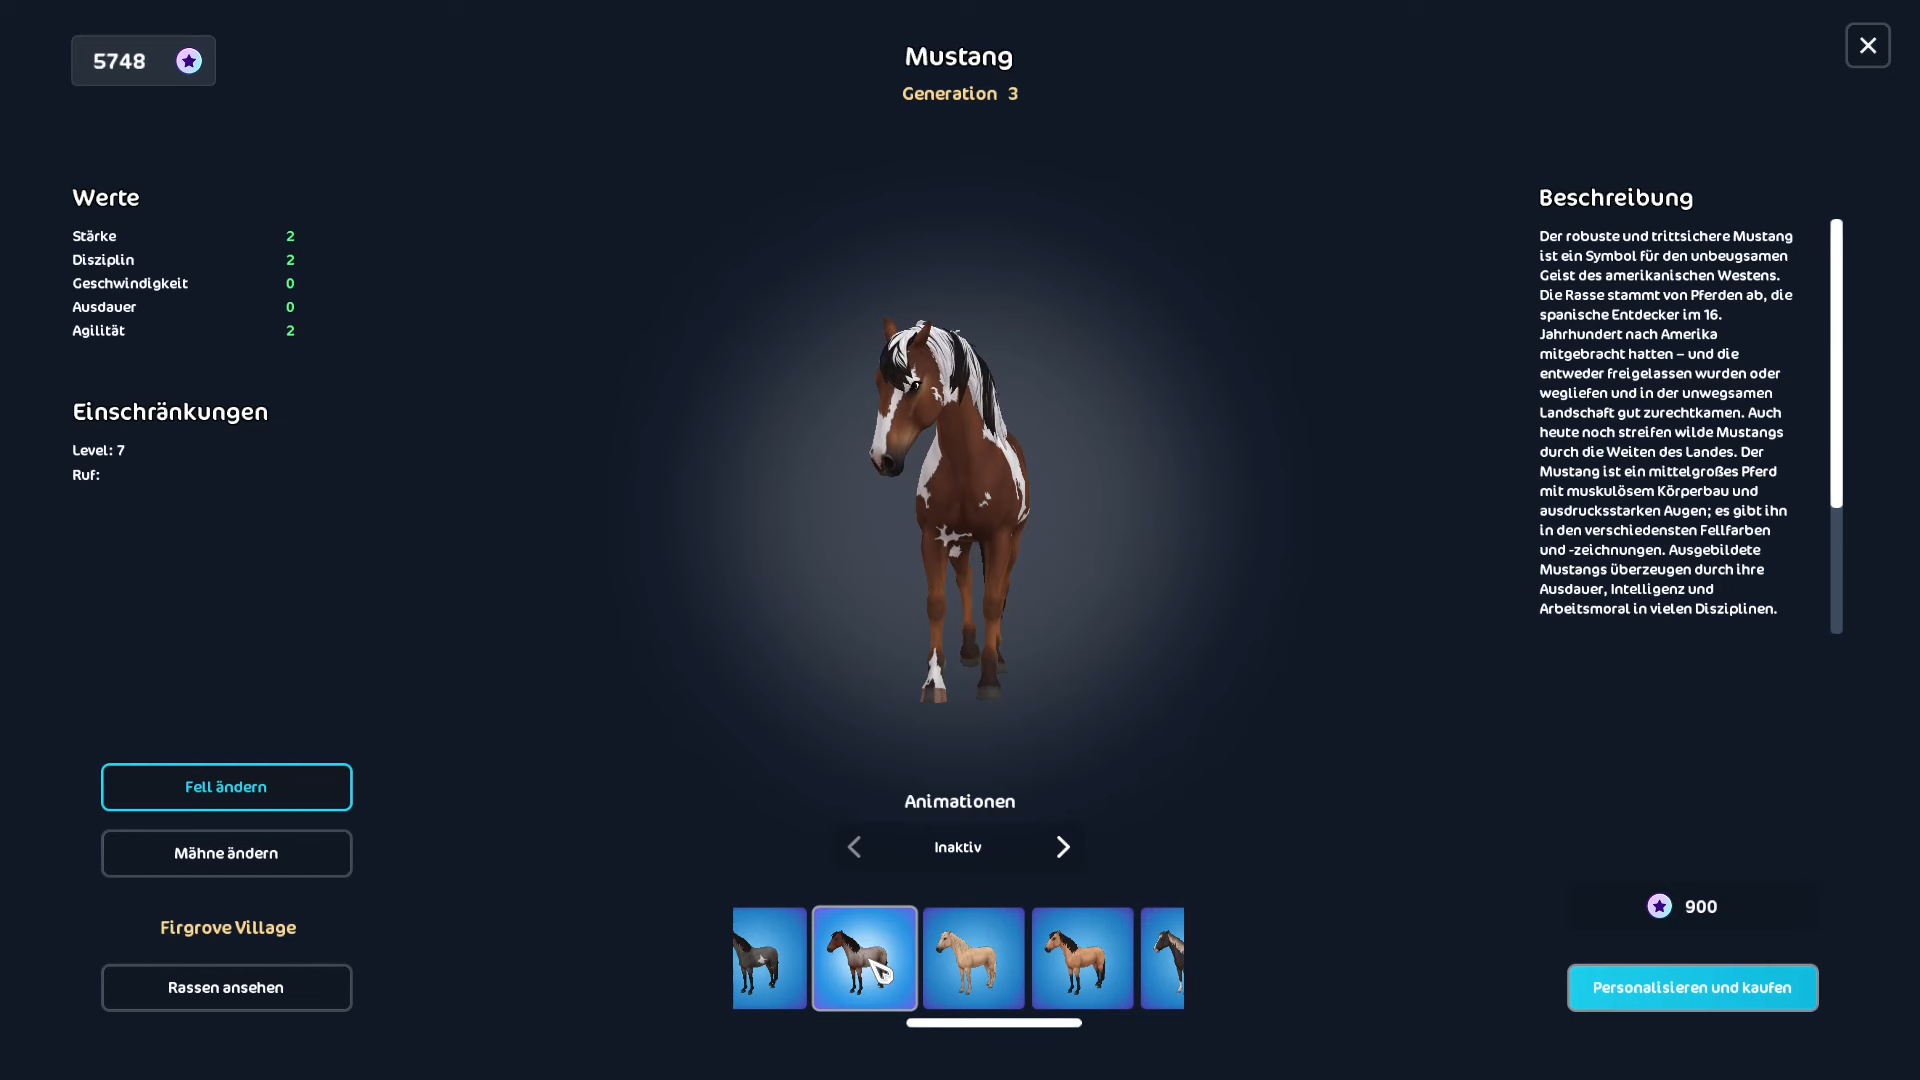 5748
Mustang
Generation 3
Werte
Stärke 2
Disziplin 2
Geschwindigkeit 0
Ausdauer 0
Agilität 2
Einschränkungen
Level: 7
Ruf:
Beschreibung
Der robuste und trittsichere Mustang
ist ein Symbol für den unbeugsamen
Geist des amerikanischen Westens.
Die Rasse stammt von Pferden ab, die
spanische Entdecker im 16.
Jahrhundert nach Amerika
mitgebracht hatten – und die
entweder freigelassen wurden oder
wegliefen und in der unwegsamen
Landschaft gut zurechtkamen. Auch
heute noch streifen wilde Mustangs
durch die Weiten des Landes. Der
Mustang ist ein mittelgroßes Pferd
mit muskulösem Körperbau und
ausdrucksstarken Augen; es gibt ihn
in den verschiedensten Fellfarben
und -zeichnungen. Ausgebildete
Mustangs überzeugen durch ihre
Ausdauer, Intelligenz und
Arbeitsmoral in vielen Disziplinen.
Fell ändern
Mähne ändern
Firgrove Village
Rassen ansehen
Animationen
Inaktiv
900
Personalisieren und kaufen